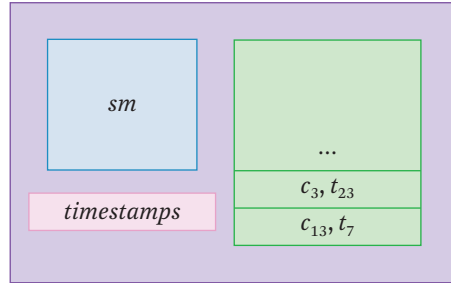 sm
timestamps
...
c₃, t₂₃
c₁₃, t₇